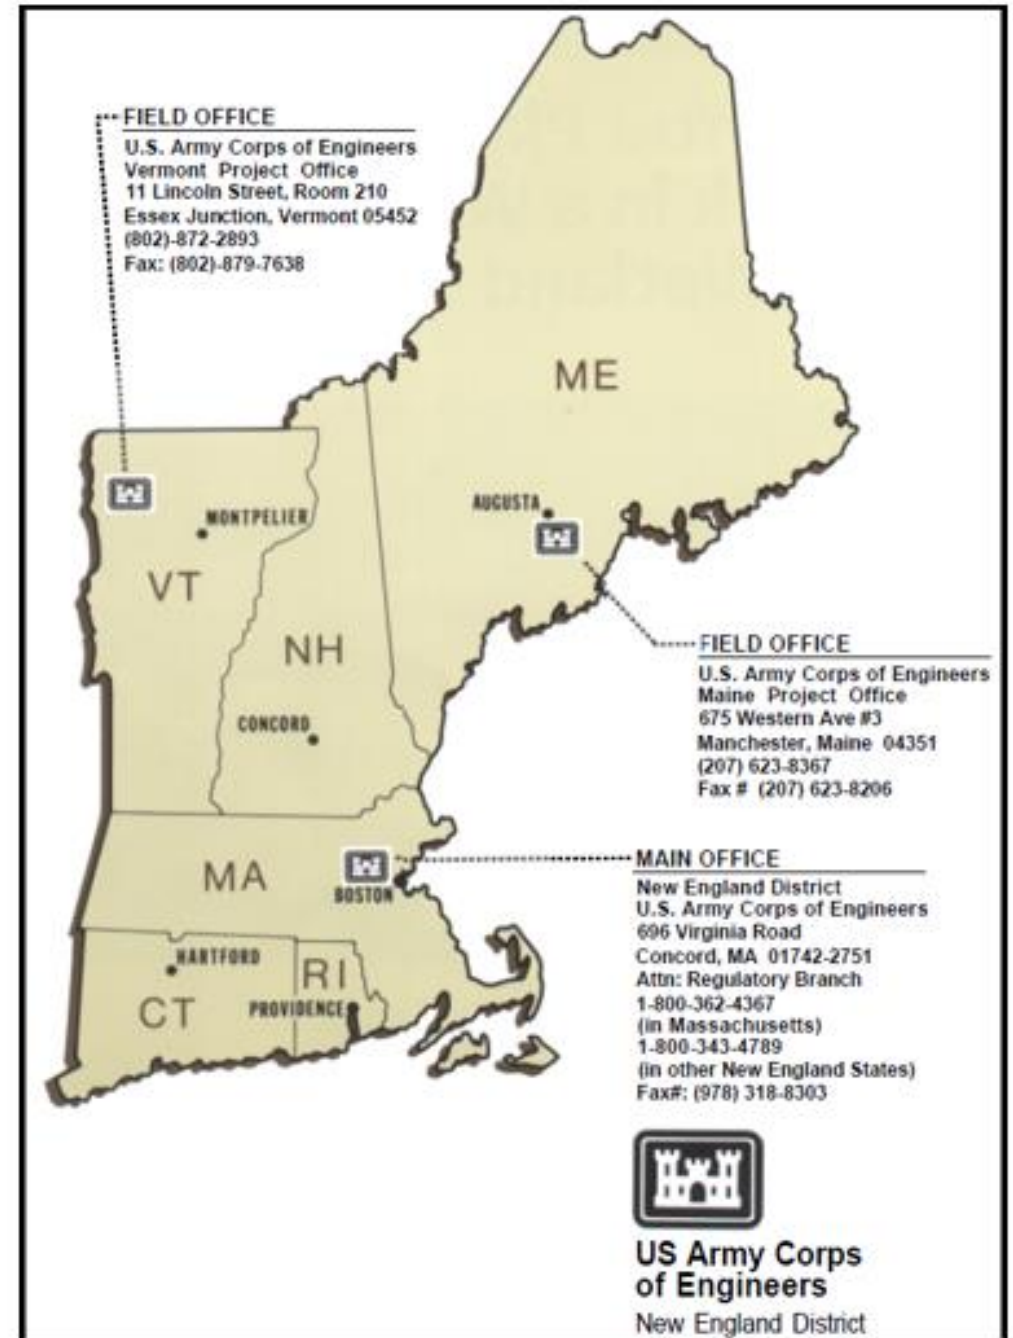 FIELD OFFICE
U.S. Army Corps of Engineers
Vermont Project Office
11 Lincoln Street, Room 210
Essex Junction, Vermont 05452
(802)-872-2893
Fax: (802)-879-7638
ME
AUGUSTA
MONTPELIER
VT
NH
CONCORD
FIELD OFFICE
U.S. Army Corps of Engineers
Maine Project Office
675 Western Ave #3
Manchester, Maine 04351
(207) 623-8367
Fax # (207) 623-8206
MA
BOSTON
HARTFORD
RI
CT
PROVIDENCE
MAIN OFFICE
New England District
U.S. Army Corps of Engineers
696 Virginia Road
Concord, MA 01742-2751
Attn: Regulatory Branch
1-800-362-4367
(in Massachusetts)
1-800-343-4789
(in other New England States)
Fax#: (978) 318-8303
US Army Corps
of Engineers
New England District